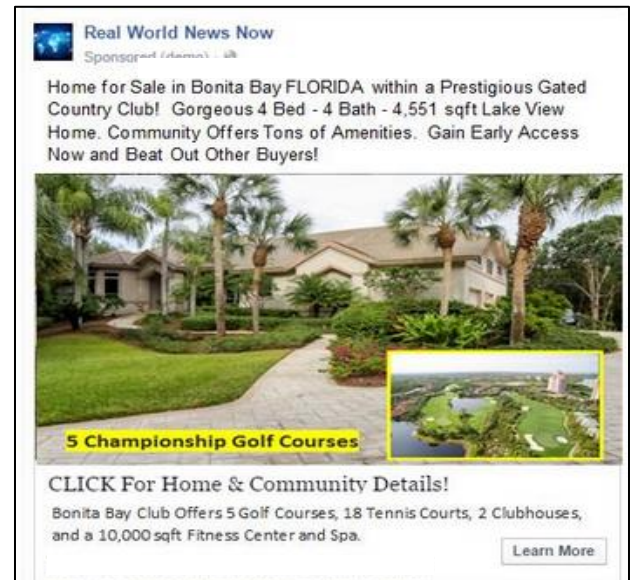 Real World News Now
Sponsored (demo) ·
Home for Sale in Bonita Bay FLORIDA within a Prestigious Gated
Country Club! Gorgeous 4 Bed - 4 Bath - 4,551 sqft Lake View
Home. Community Offers Tons of Amenities. Gain Early Access
Now and Beat Out Other Buyers!
5 Championship Golf Courses
CLICK For Home & Community Details!
Bonita Bay Club Offers 5 Golf Courses, 18 Tennis Courts, 2 Clubhouses,
and a 10,000 sqft Fitness Center and Spa.
Learn More